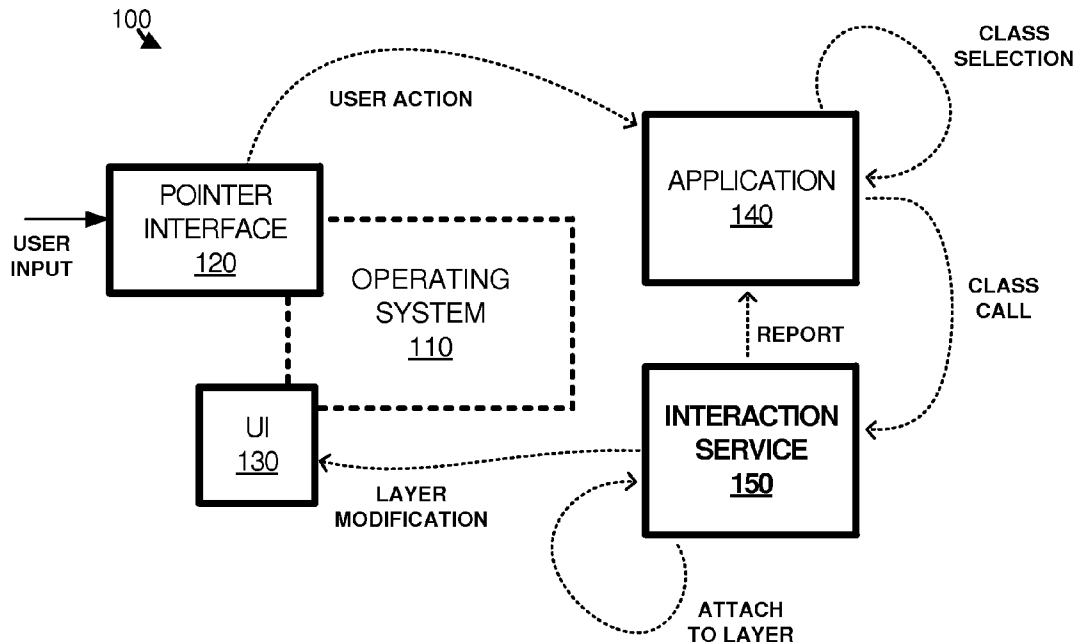 100
CLASS
SELECTION
USER ACTION
POINTER
INTERFACE
120
APPLICATION
140
USER
INPUT
OPERATING
SYSTEM
110
CLASS
CALL
REPORT
UI
130
INTERACTION
SERVICE
150
LAYER
MODIFICATION
ATTACH
TO LAYER